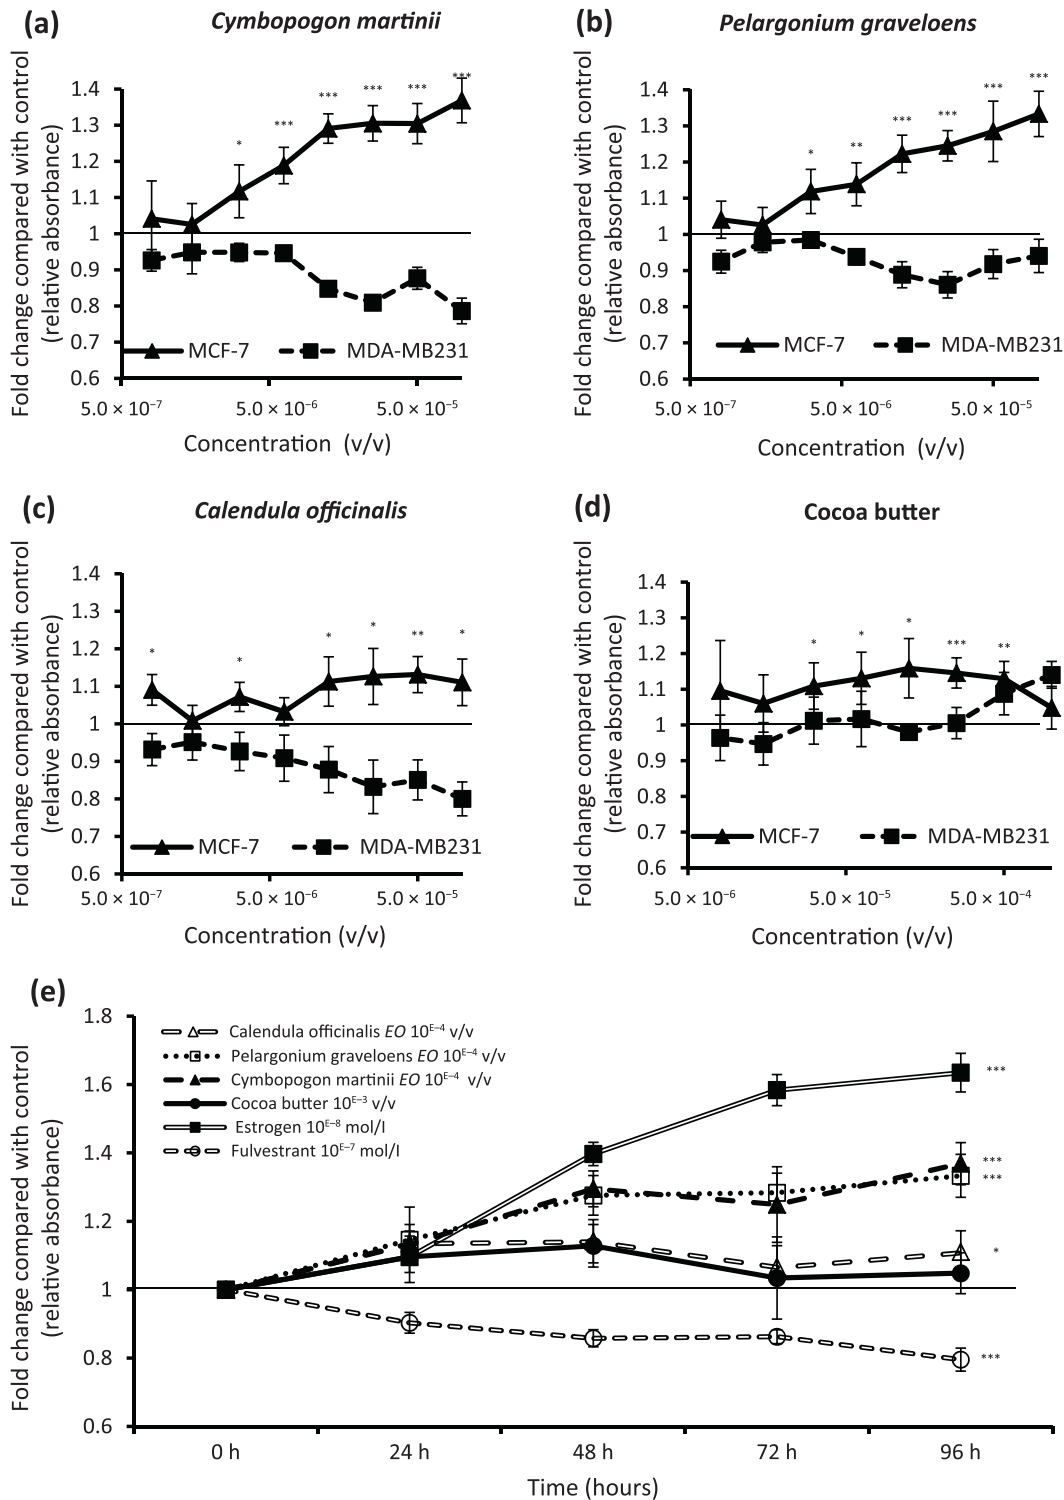 (a)
Cymbopogon martinii
Fold change compared with control
(relative absorbance)
1.4
1.3
1.2
1.1
1
0.9
0.8
0.7
0.6
*
***
***
***
***
***
MCF-7
MDA-MB231
5.0 × 10⁻⁷
5.0 × 10⁻⁶
5.0 × 10⁻⁵
Concentration (v/v)
(b)
Pelargonium graveloens
Fold change compared with control
(relative absorbance)
1.4
1.3
1.2
1.1
1
0.9
0.8
0.7
0.6
*
**
***
***
***
***
MCF-7
MDA-MB231
5.0 × 10⁻⁷
5.0 × 10⁻⁶
5.0 × 10⁻⁵
Concentration (v/v)
(c)
Calendula officinalis
Fold change compared with control
(relative absorbance)
1.4
1.3
1.2
1.1
1
0.9
0.8
0.7
0.6
*
*
*
*
**
*
MCF-7
MDA-MB231
5.0 × 10⁻⁷
5.0 × 10⁻⁶
5.0 × 10⁻⁵
Concentration (v/v)
(d)
Cocoa butter
Fold change compared with control
(relative absorbance)
1.4
1.3
1.2
1.1
1
0.9
0.8
0.7
0.6
*
*
*
***
**
MCF-7
MDA-MB231
5.0 × 10⁻⁶
5.0 × 10⁻⁵
5.0 × 10⁻⁴
Concentration (v/v)
(e)
Fold change compared with control
(relative absorbance)
1.8
1.6
1.4
1.2
1
0.8
0.6
Calendula officinalis EO 10ᴱ⁻⁴ v/v
Pelargonium graveloens EO 10ᴱ⁻⁴ v/v
Cymbopogon martinii EO 10ᴱ⁻⁴ v/v
Cocoa butter 10ᴱ⁻³ v/v
Estrogen 10ᴱ⁻⁸ mol/l
Fulvestrant 10ᴱ⁻⁷ mol/l
***
***
***
*
***
0 h
24 h
48 h
72 h
96 h
Time (hours)